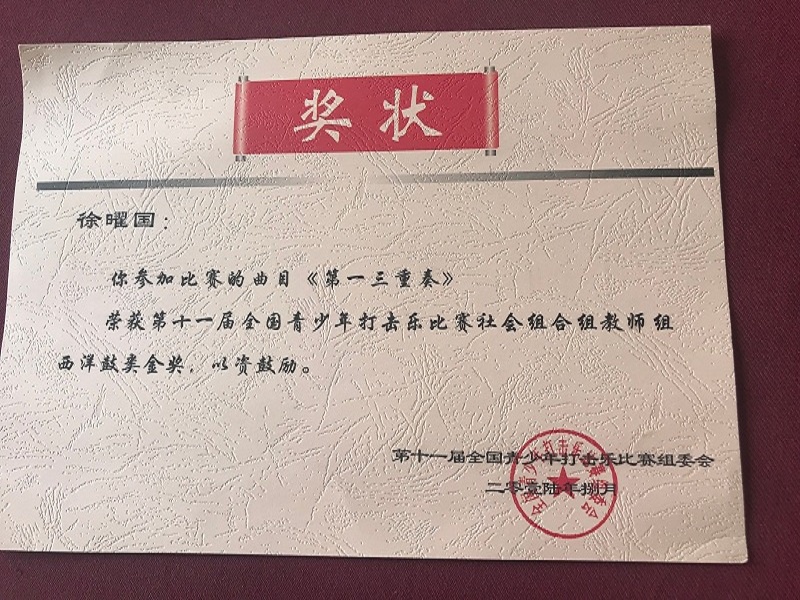 奖状
徐曜国：
你参加比赛的曲目《第一三重奏》
荣获第十一届全国青少年打击乐比赛社会组合组教师组
西洋鼓类金奖，以资鼓励。
第十一届全国青少年打击乐比赛组委会
二零壹陆年捌月